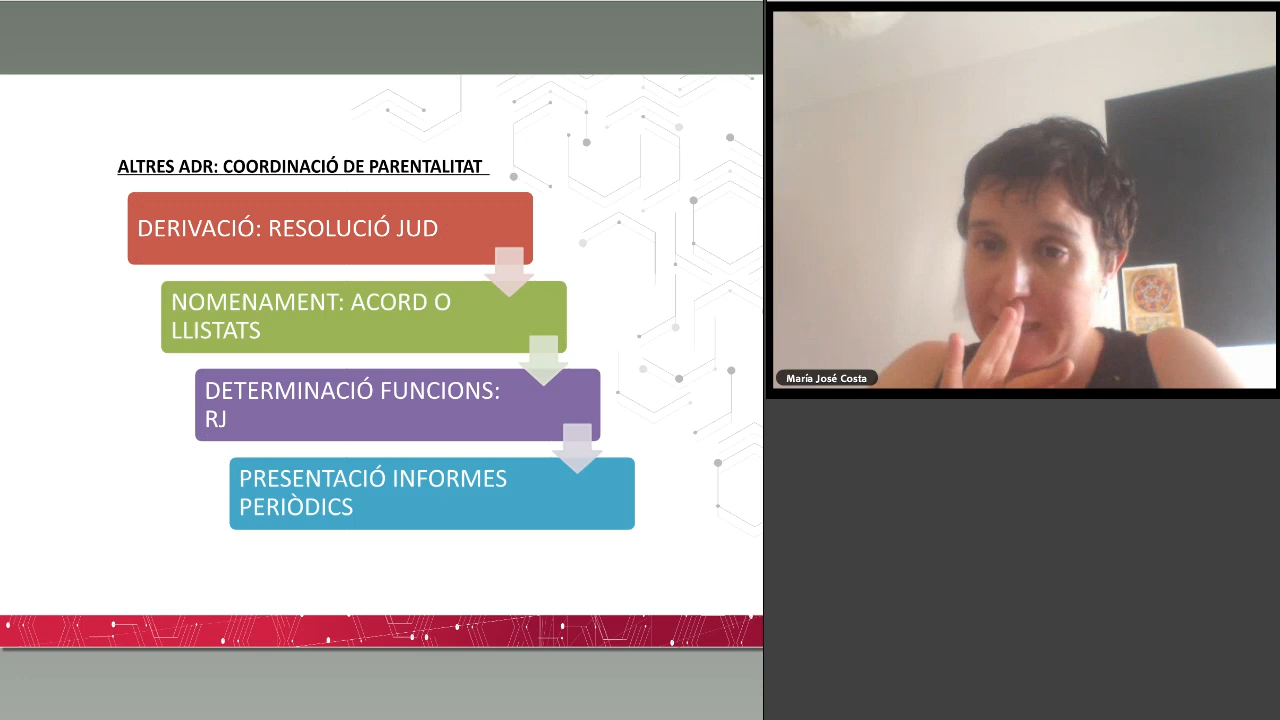 ALTRES ADR: COORDINACIÓ DE PARENTALITAT
DERIVACIÓ: RESOLUCIÓ JUD
NOMENAMENT: ACORD O
LLISTATS
DETERMINACIÓ FUNCIONS:
RJ
PRESENTACIÓ INFORMES
PERIÒDICS
María José Costa